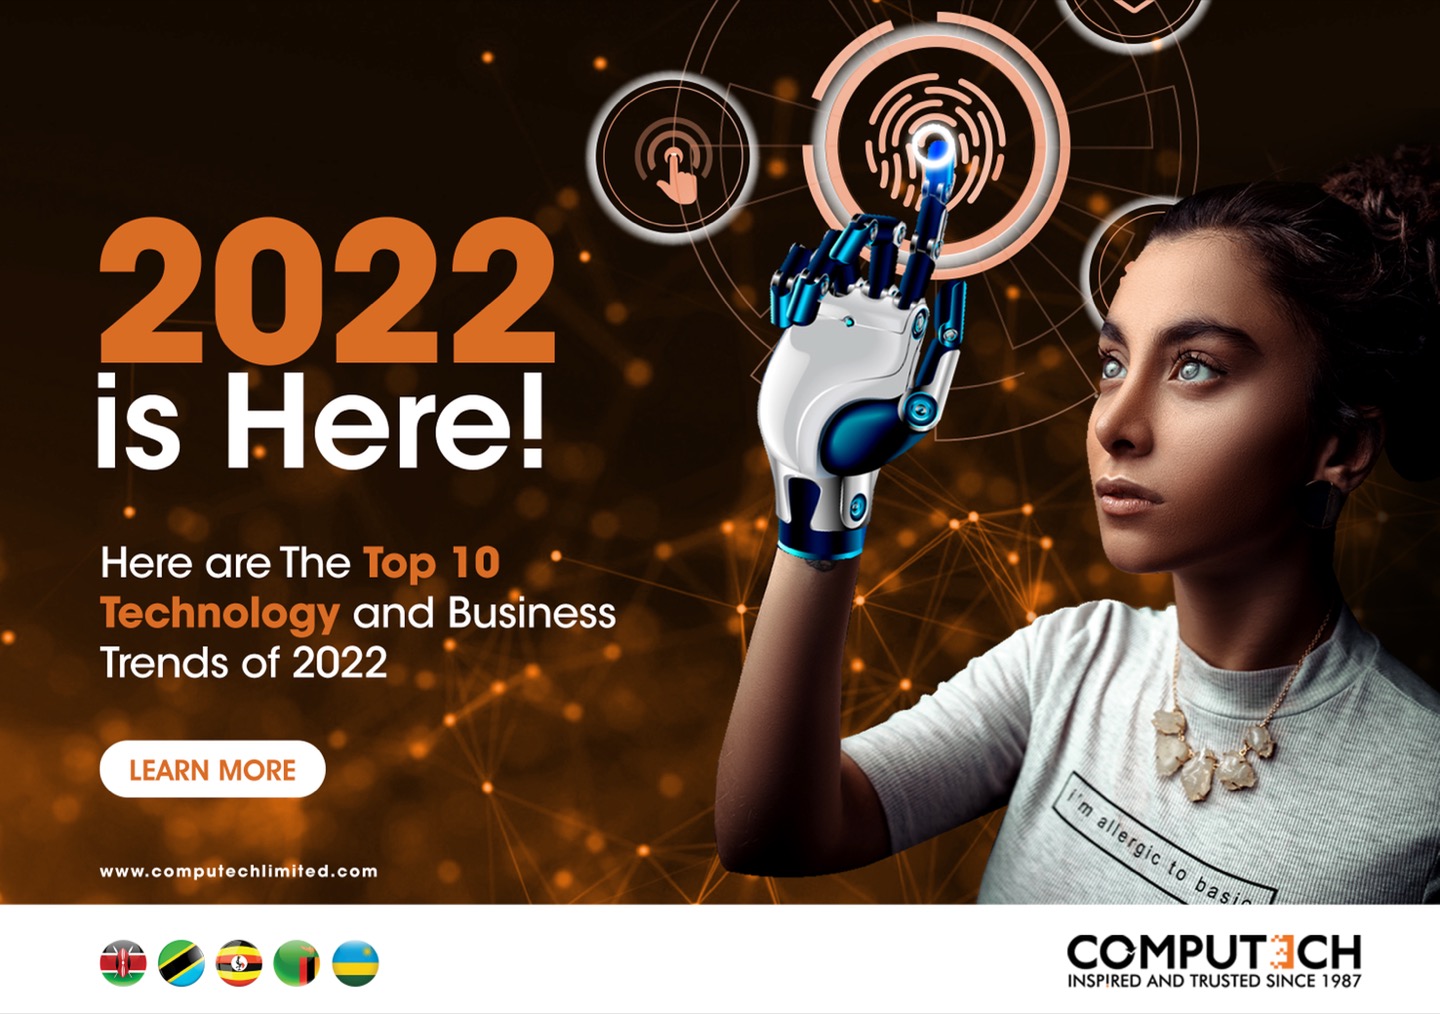 2022
is Here!
Here are The Top 10
Technology and Business
Trends of 2022
LEARN MORE
www.computechlimited.com
i'm allergic to basic
COMPUTECH
INSPIRED AND TRUSTED SINCE 1987